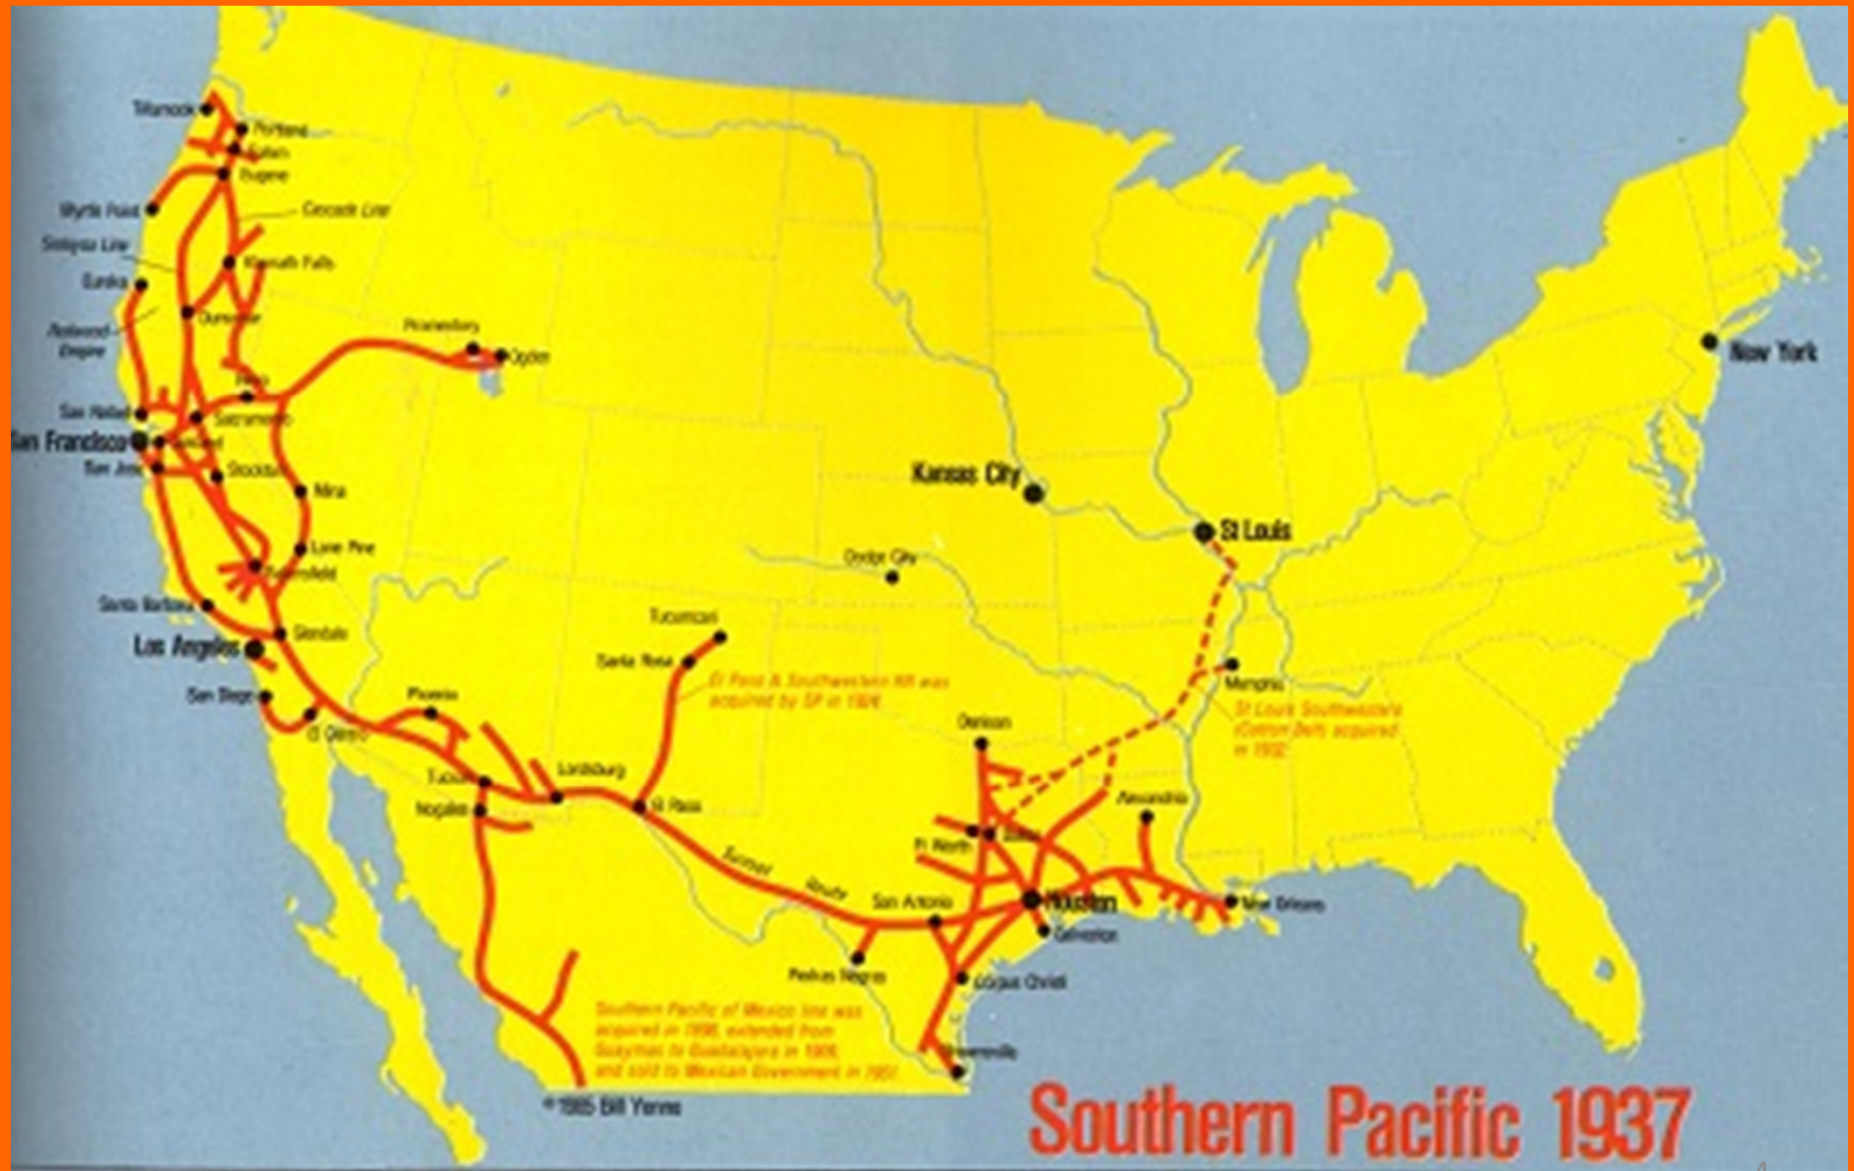 Tillamook
Portland
Salem
Eugene
Myrtle Point
Cascade Line
Siskiyou Line
Klamath Falls
Eureka
Dunsmuir
Redwood
Empire
Promontory
Ogden
Reno
San Rafael
Sacramento
San Francisco
Oakland
San Jose
Stockton
Mina
Lone Pine
Bakersfield
Santa Barbara
Glendale
Los Angeles
San Diego
El Centro
Phoenix
Tucson
Nogales
Lordsburg
El Paso
Tucumcari
Santa Rosa
El Paso & Southwestern RR was
acquired by SP in
Kansas City
St Louis
Dodge City
New York
Memphis
St Louis Southwestern
(Cotton Belt) acquired
in 1932
Denison
Alexandria
Dallas
Ft Worth
Sunset Route
San Antonio
Houston
New Orleans
Galveston
Piedras Negras
Corpus Christi
Brownsville
Southern Pacific of Mexico line was
acquired in 1898, extended from
Guaymas to Guadalajara in 1909,
and sold to Mexican Government in 1951.
© 1985 Bill Yenne
Southern Pacific 1937